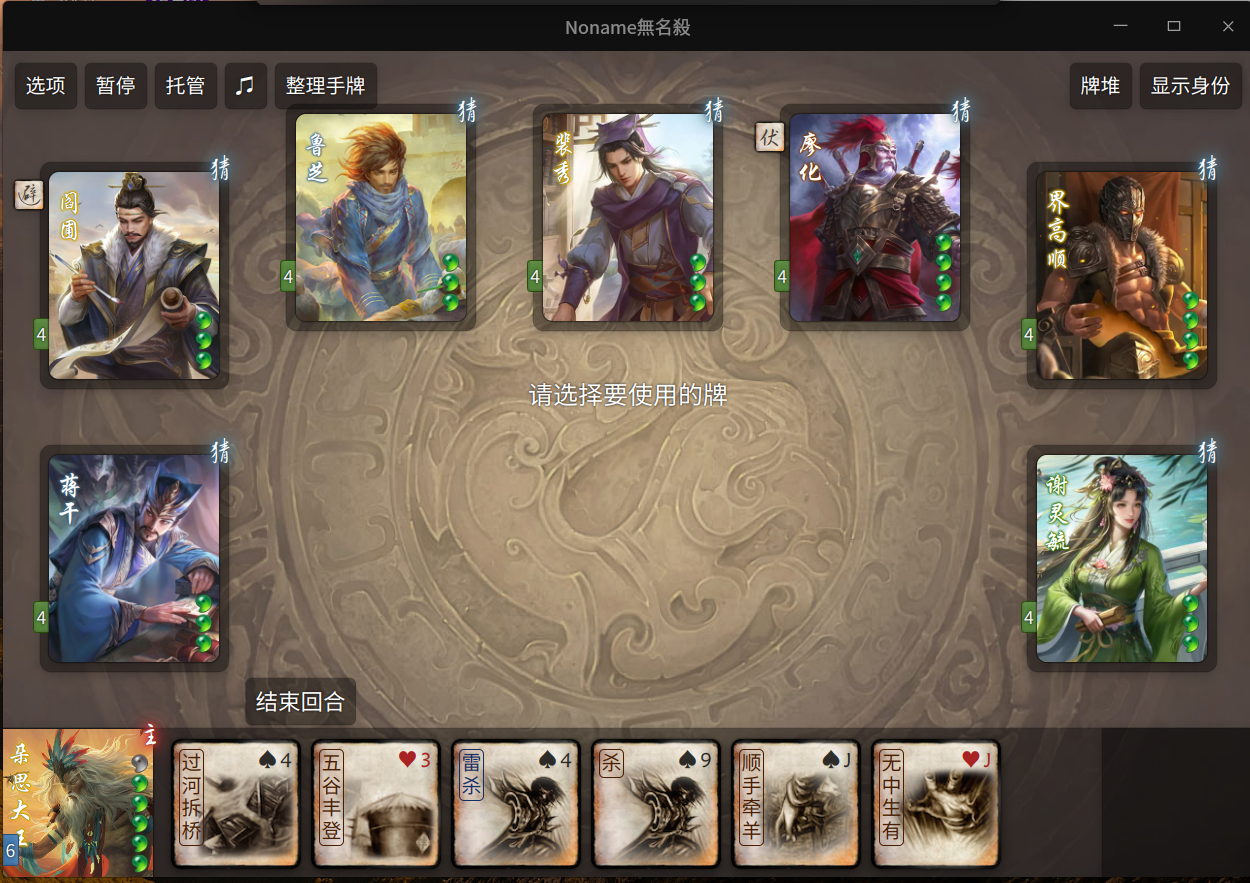 Noname無名殺
选项
暂停
托管
整理手牌
牌堆
显示身份
避
阎圃
猜
4
鲁芝
猜
4
裴秀
猜
4
伏
廖化
猜
4
界高顺
猜
4
请选择要使用的牌
蒋干
猜
4
谢灵毓
猜
4
结束回合
朵思大王
主
6
过河拆桥
♠4
五谷丰登
♥3
雷杀
♠4
杀
♠9
顺手牵羊
♠J
无中生有
♥J